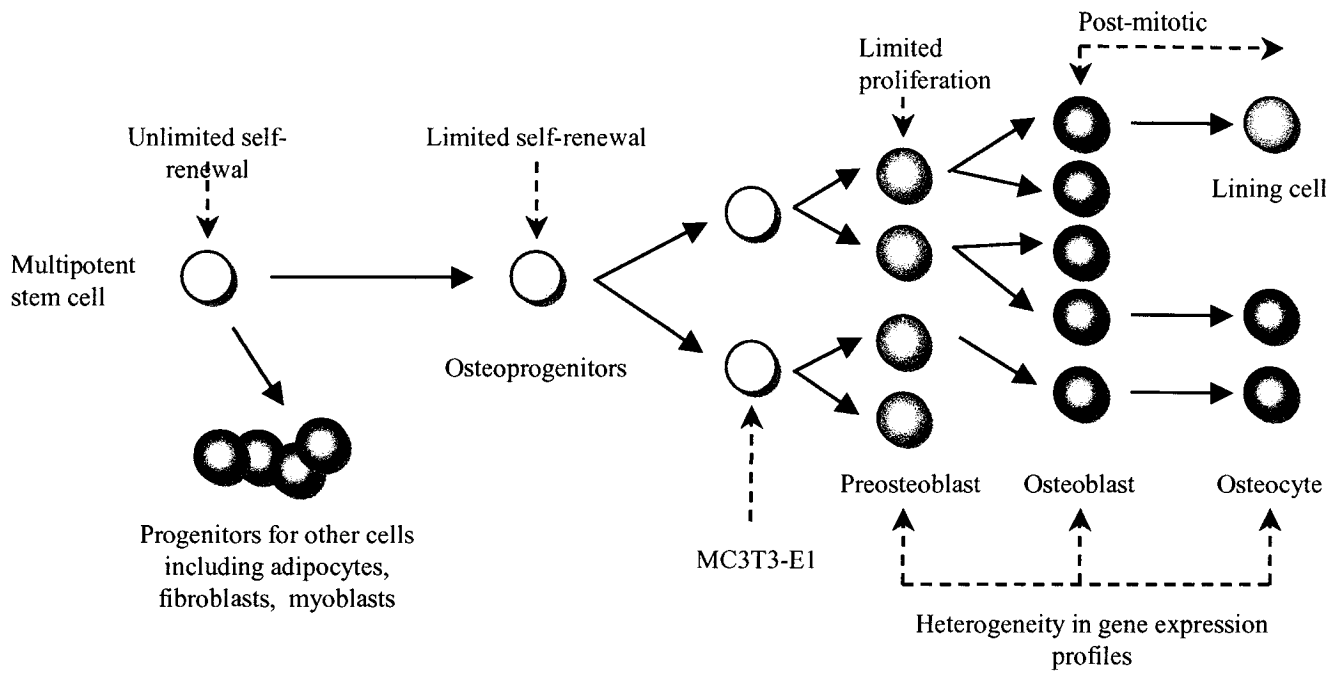 Post-mitotic
Limited
proliferation
Unlimited self-
renewal
Limited self-renewal
Lining cell
Multipotent
stem cell
Osteoprogenitors
Preosteoblast
Osteoblast
Osteocyte
Progenitors for other cells
including adipocytes,
fibroblasts, myoblasts
MC3T3-E1
Heterogeneity in gene expression
profiles